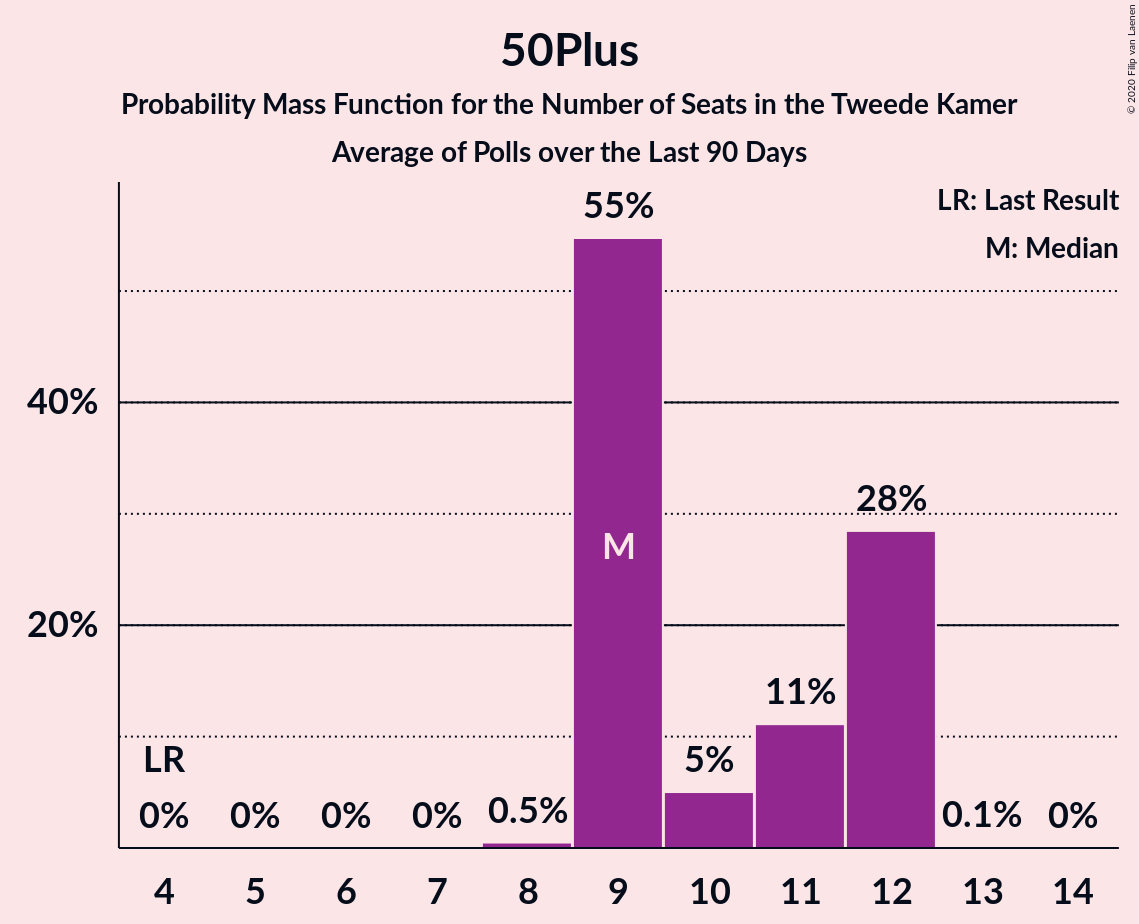 50Plus
Probability Mass Function for the Number of Seats in the Tweede Kamer
Average of Polls over the Last 90 Days
© 2020 Filip van Laenen
LR: Last Result
M: Median
55%
40%
28%
M
20%
11%
LR
5%
0% 0% 0% 0% 0.5% 0.1% 0%
4 5 6 7 8 9 10 11 12 13 14